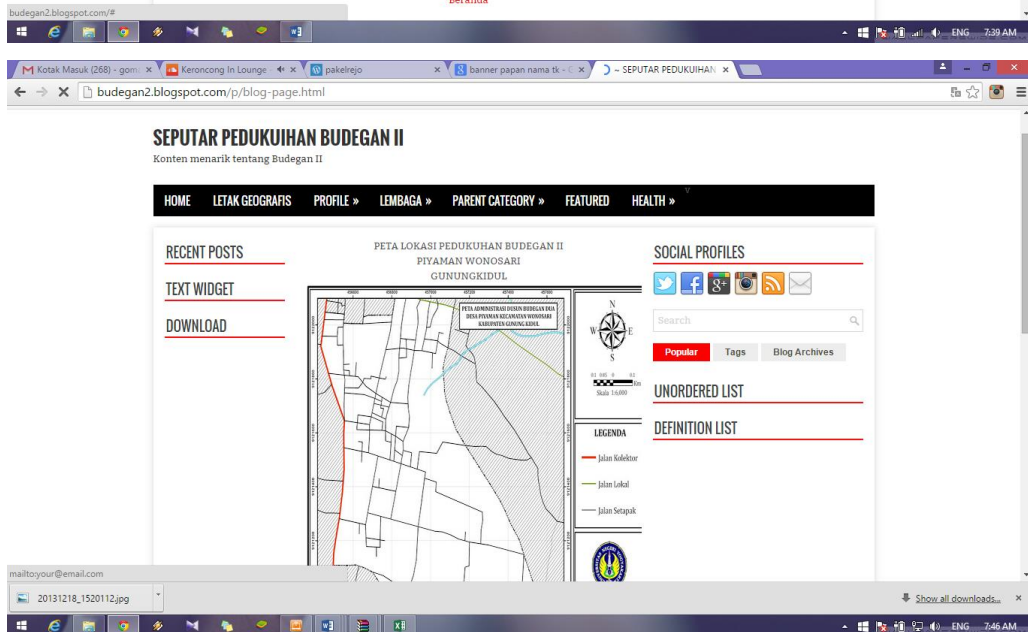 Beranda
budegan2.blogspot.com/#
ENG 7:39 AM
Kotak Masuk (268) - gom
Keroncong In Lounge -
pakelrejo
banner papan nama tk - G
~ SEPUTAR PEDUKUIHAN
budegan2.blogspot.com/p/blog-page.html
SEPUTAR PEDUKUIHAN BUDEGAN II
Konten menarik tentang Budegan II
HOME LETAK GEOGRAFIS PROFILE » LEMBAGA » PARENT CATEGORY » FEATURED HEALTH »
RECENT POSTS
TEXT WIDGET
DOWNLOAD
PETA LOKASI PEDUKUHAN BUDEGAN II
PIYAMAN WONOSARI
GUNUNGKIDUL
PETA ADMINISTRASI DUSUN BUDEGAN DUA
DESA PIYAMAN KECAMATAN WONOSARI
KABUPATEN GUNUNG KIDUL
N
W E
S
Km
Skala 1:6,000
LEGENDA
Jalan Kolektor
Jalan Lokal
Jalan Setapak
SOCIAL PROFILES
Search
Popular Tags Blog Archives
UNORDERED LIST
DEFINITION LIST
mailto:your@email.com
20131218_1520112.jpg
Show all downloads...
ENG 7:46 AM